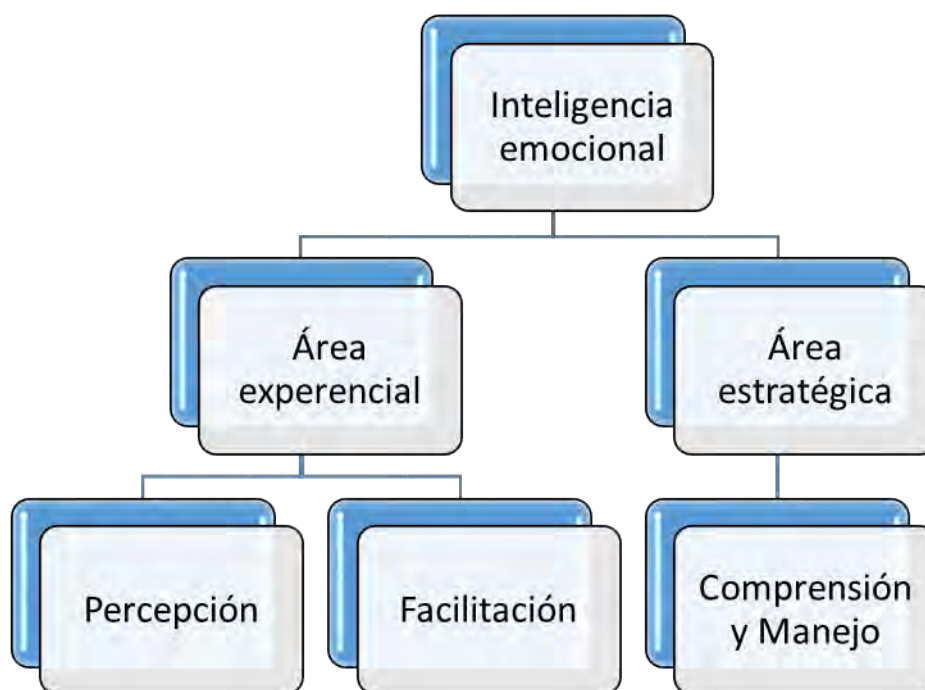 Inteligencia
emocional
Área
experencial
Área
estratégica
Percepción
Facilitación
Comprensión
y Manejo